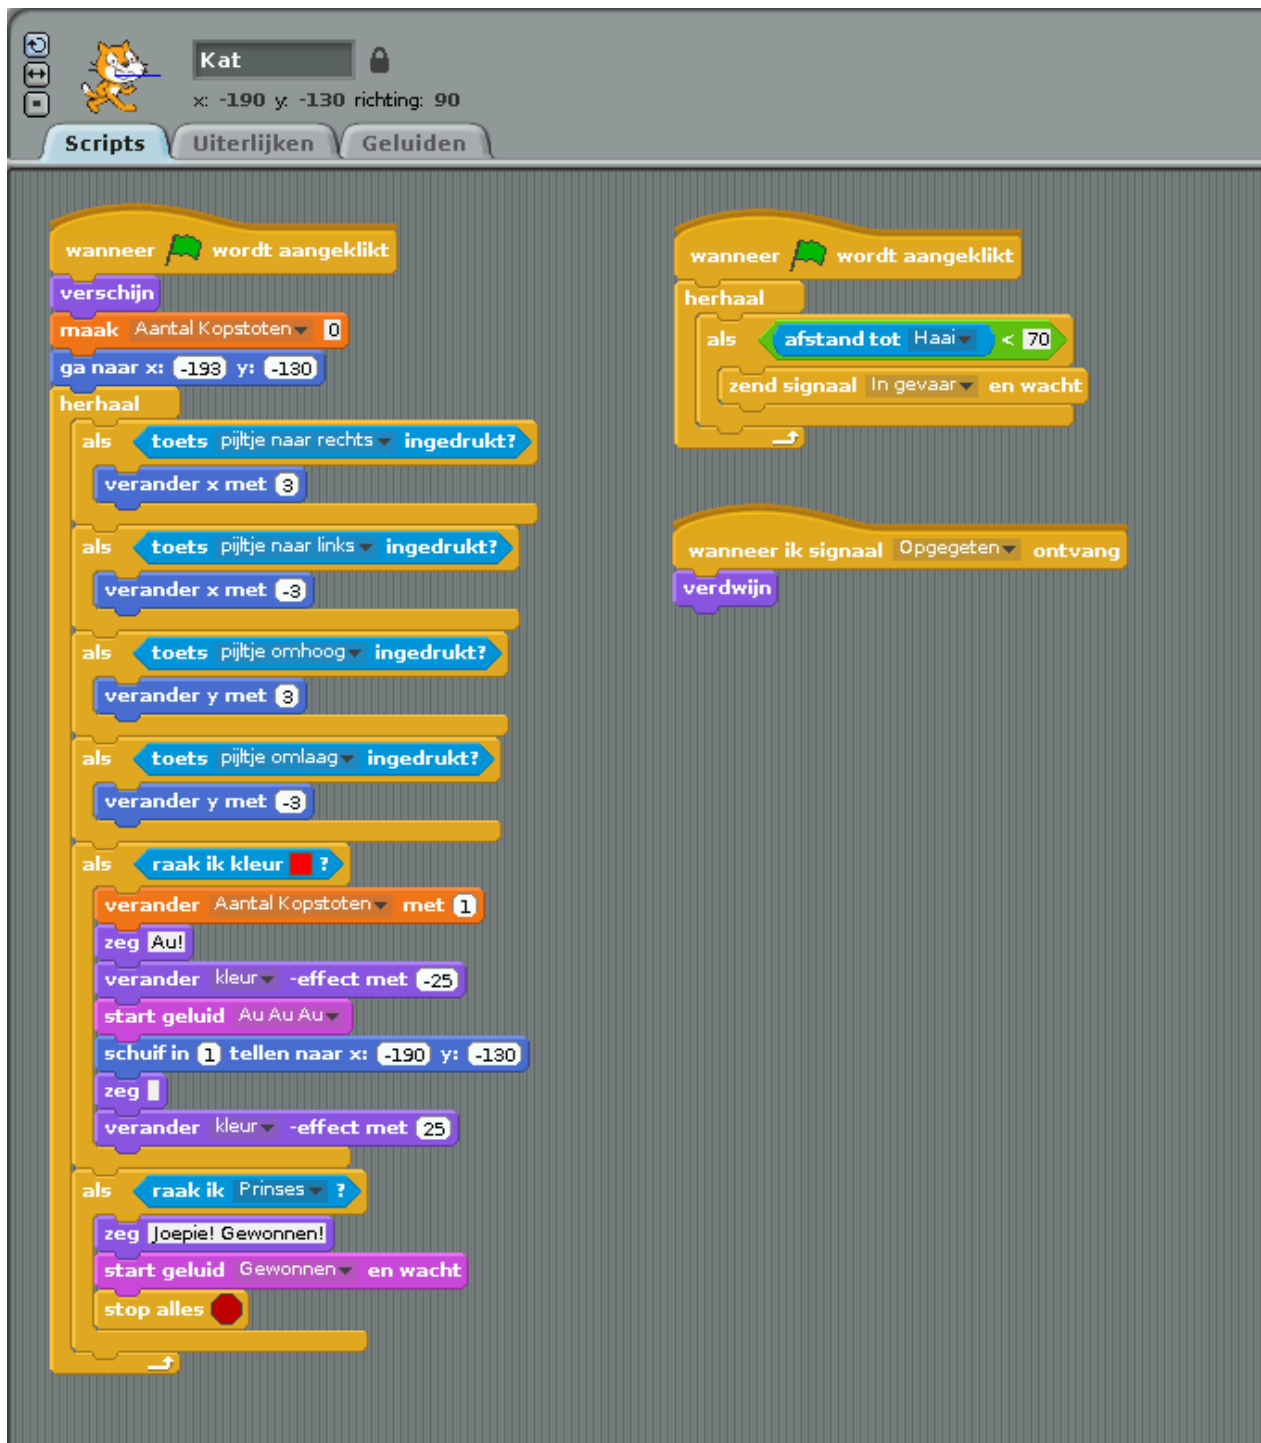 Kat
x: -190 y: -130 richting: 90
Scripts Uiterlijken Geluiden
wanneer wordt aangeklikt
verschijn
maak Aantal Kopstoten 0
ga naar x: -193 y: -130
herhaal
als toets pijltje naar rechts ingedrukt?
verander x met 3
als toets pijltje naar links ingedrukt?
verander x met -3
als toets pijltje omhoog ingedrukt?
verander y met 3
als toets pijltje omlaag ingedrukt?
verander y met -3
als raak ik kleur ?
verander Aantal Kopstoten met 1
zeg Au!
verander kleur -effect met -25
start geluid Au Au Au
schuif in 1 tellen naar x: -190 y: -130
zeg
verander kleur -effect met 25
als raak ik Prinses ?
zeg Joepie! Gewonnen!
start geluid Gewonnen en wacht
stop alles
wanneer wordt aangeklikt
herhaal
als afstand tot Haai < 70
zend signaal In gevaar en wacht
wanneer ik signaal Opgegeten ontvang
verdwijn